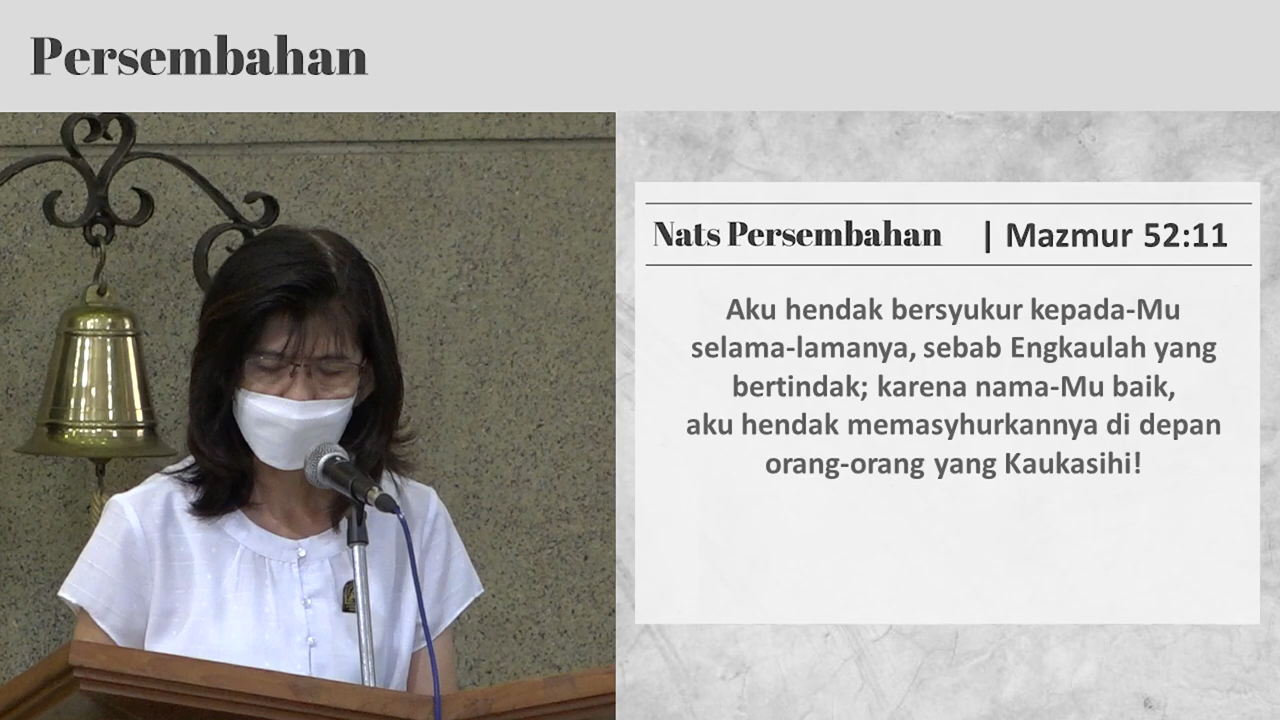 Persembahan
Nats Persembahan | Mazmur 52:11
Aku hendak bersyukur kepada-Mu
selama-lamanya, sebab Engkaulah yang
bertindak; karena nama-Mu baik,
aku hendak memasyhurkannya di depan
orang-orang yang Kaukasihi!